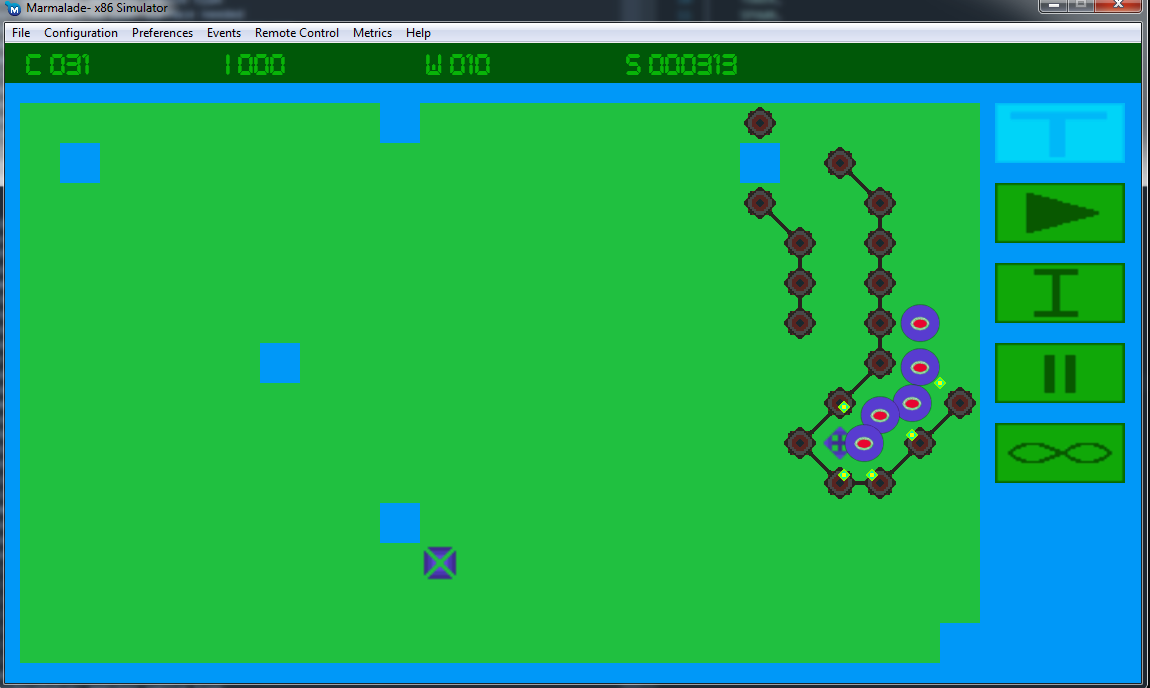 Marmalade- x86 Simulator
File Configuration Preferences Events Remote Control Metrics Help
C 031 I 000 W 010 S 000313
T
I